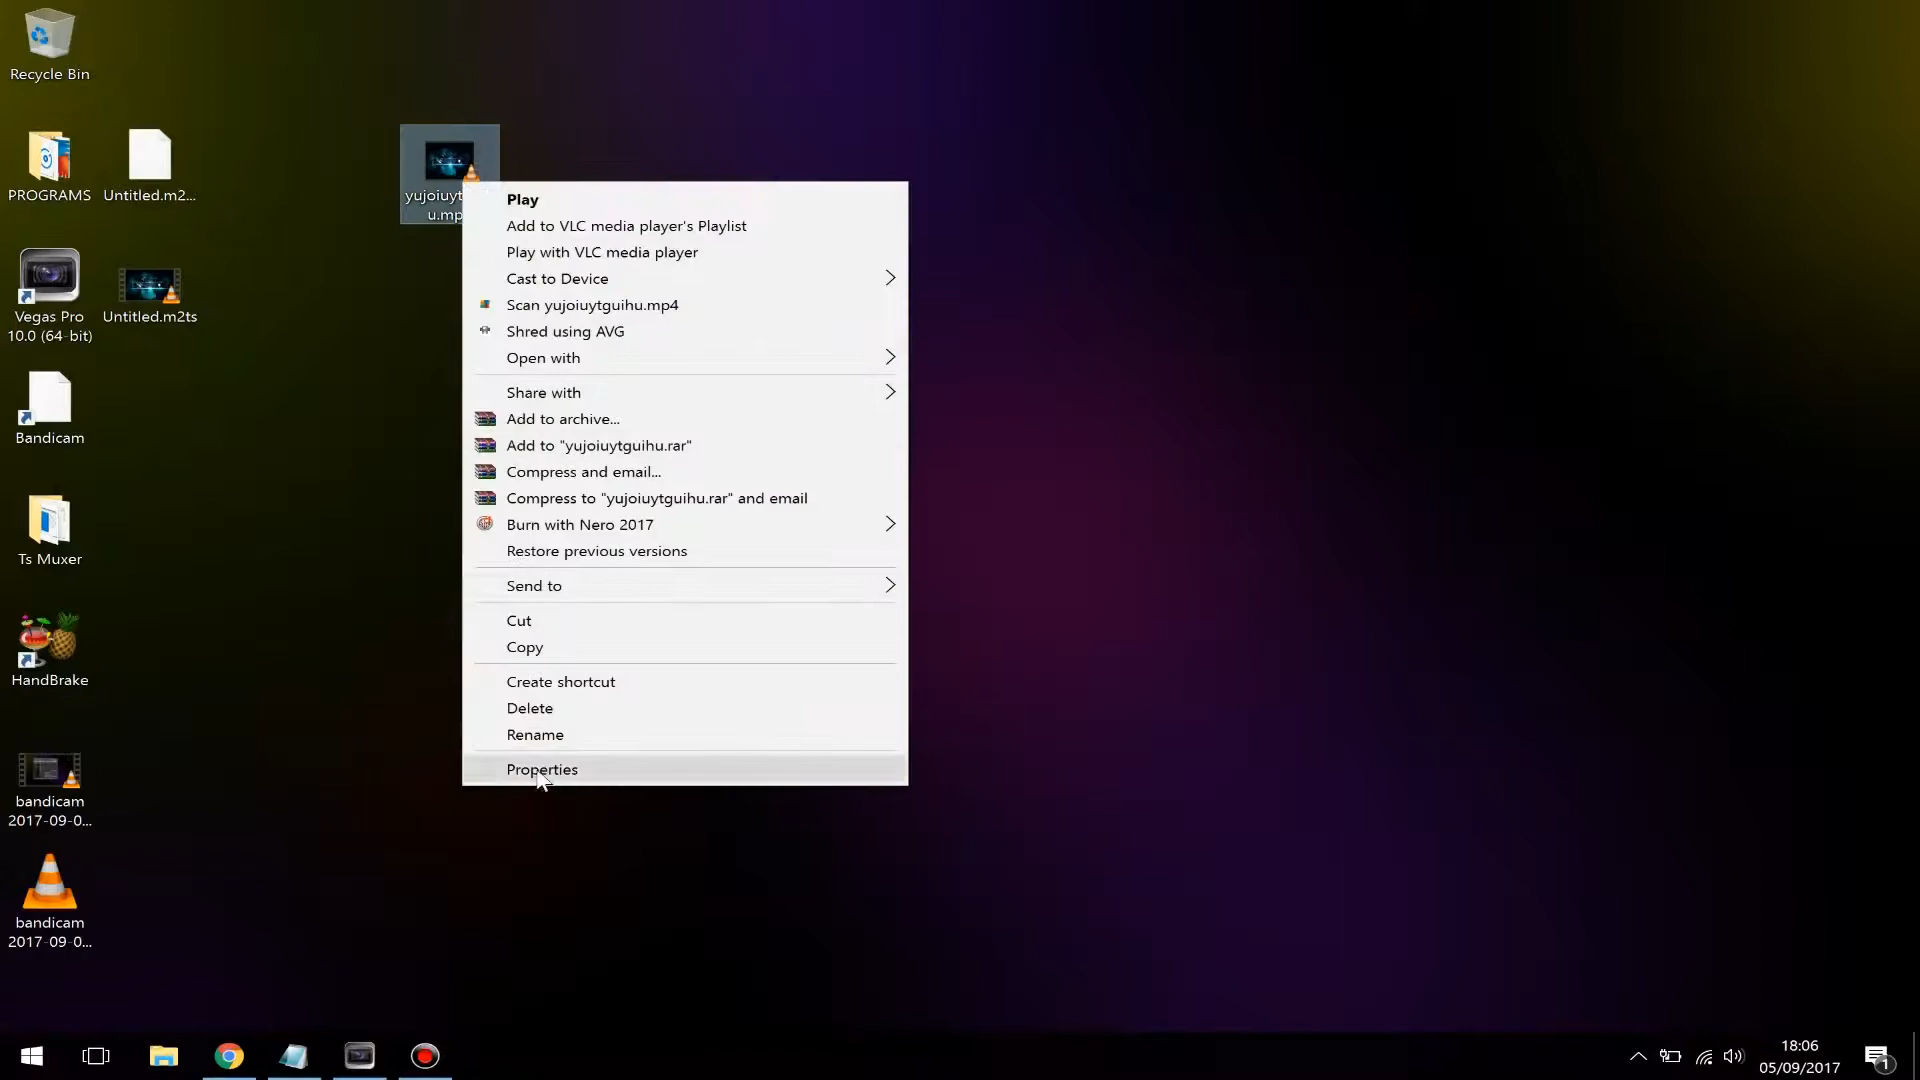 Recycle Bin
PROGRAMS
Untitled.m2...
Vegas Pro
10.0 (64-bit)
Untitled.m2ts
Bandicam
Ts Muxer
HandBrake
bandicam
2017-09-0...
bandicam
2017-09-0...
yujoiuyt
u.mp
Play
Add to VLC media player's Playlist
Play with VLC media player
Cast to Device
Scan yujoiuytguihu.mp4
Shred using AVG
Open with
Share with
Add to archive...
Add to "yujoiuytguihu.rar"
Compress and email...
Compress to "yujoiuytguihu.rar" and email
Burn with Nero 2017
Restore previous versions
Send to
Cut
Copy
Create shortcut
Delete
Rename
Properties
18:06
05/09/2017
1